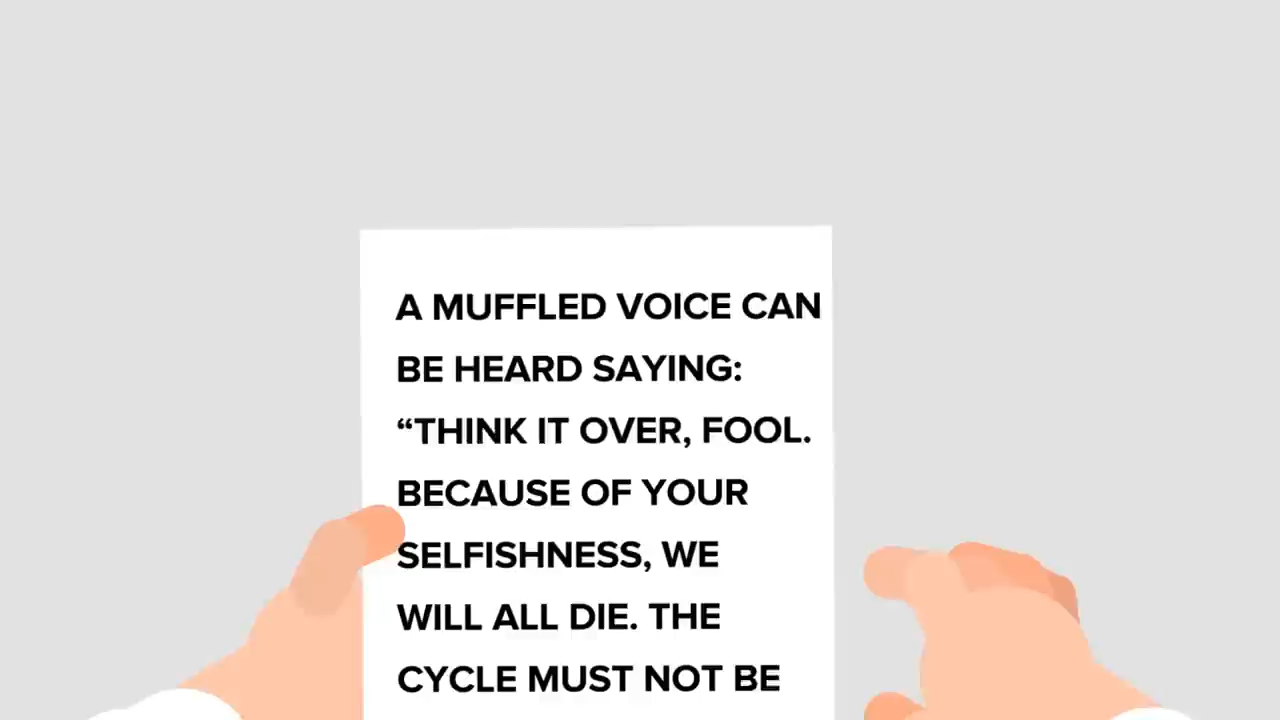 A MUFFLED VOICE CAN
BE HEARD SAYING:
“THINK IT OVER, FOOL.
BECAUSE OF YOUR
SELFISHNESS, WE
WILL ALL DIE. THE
CYCLE MUST NOT BE